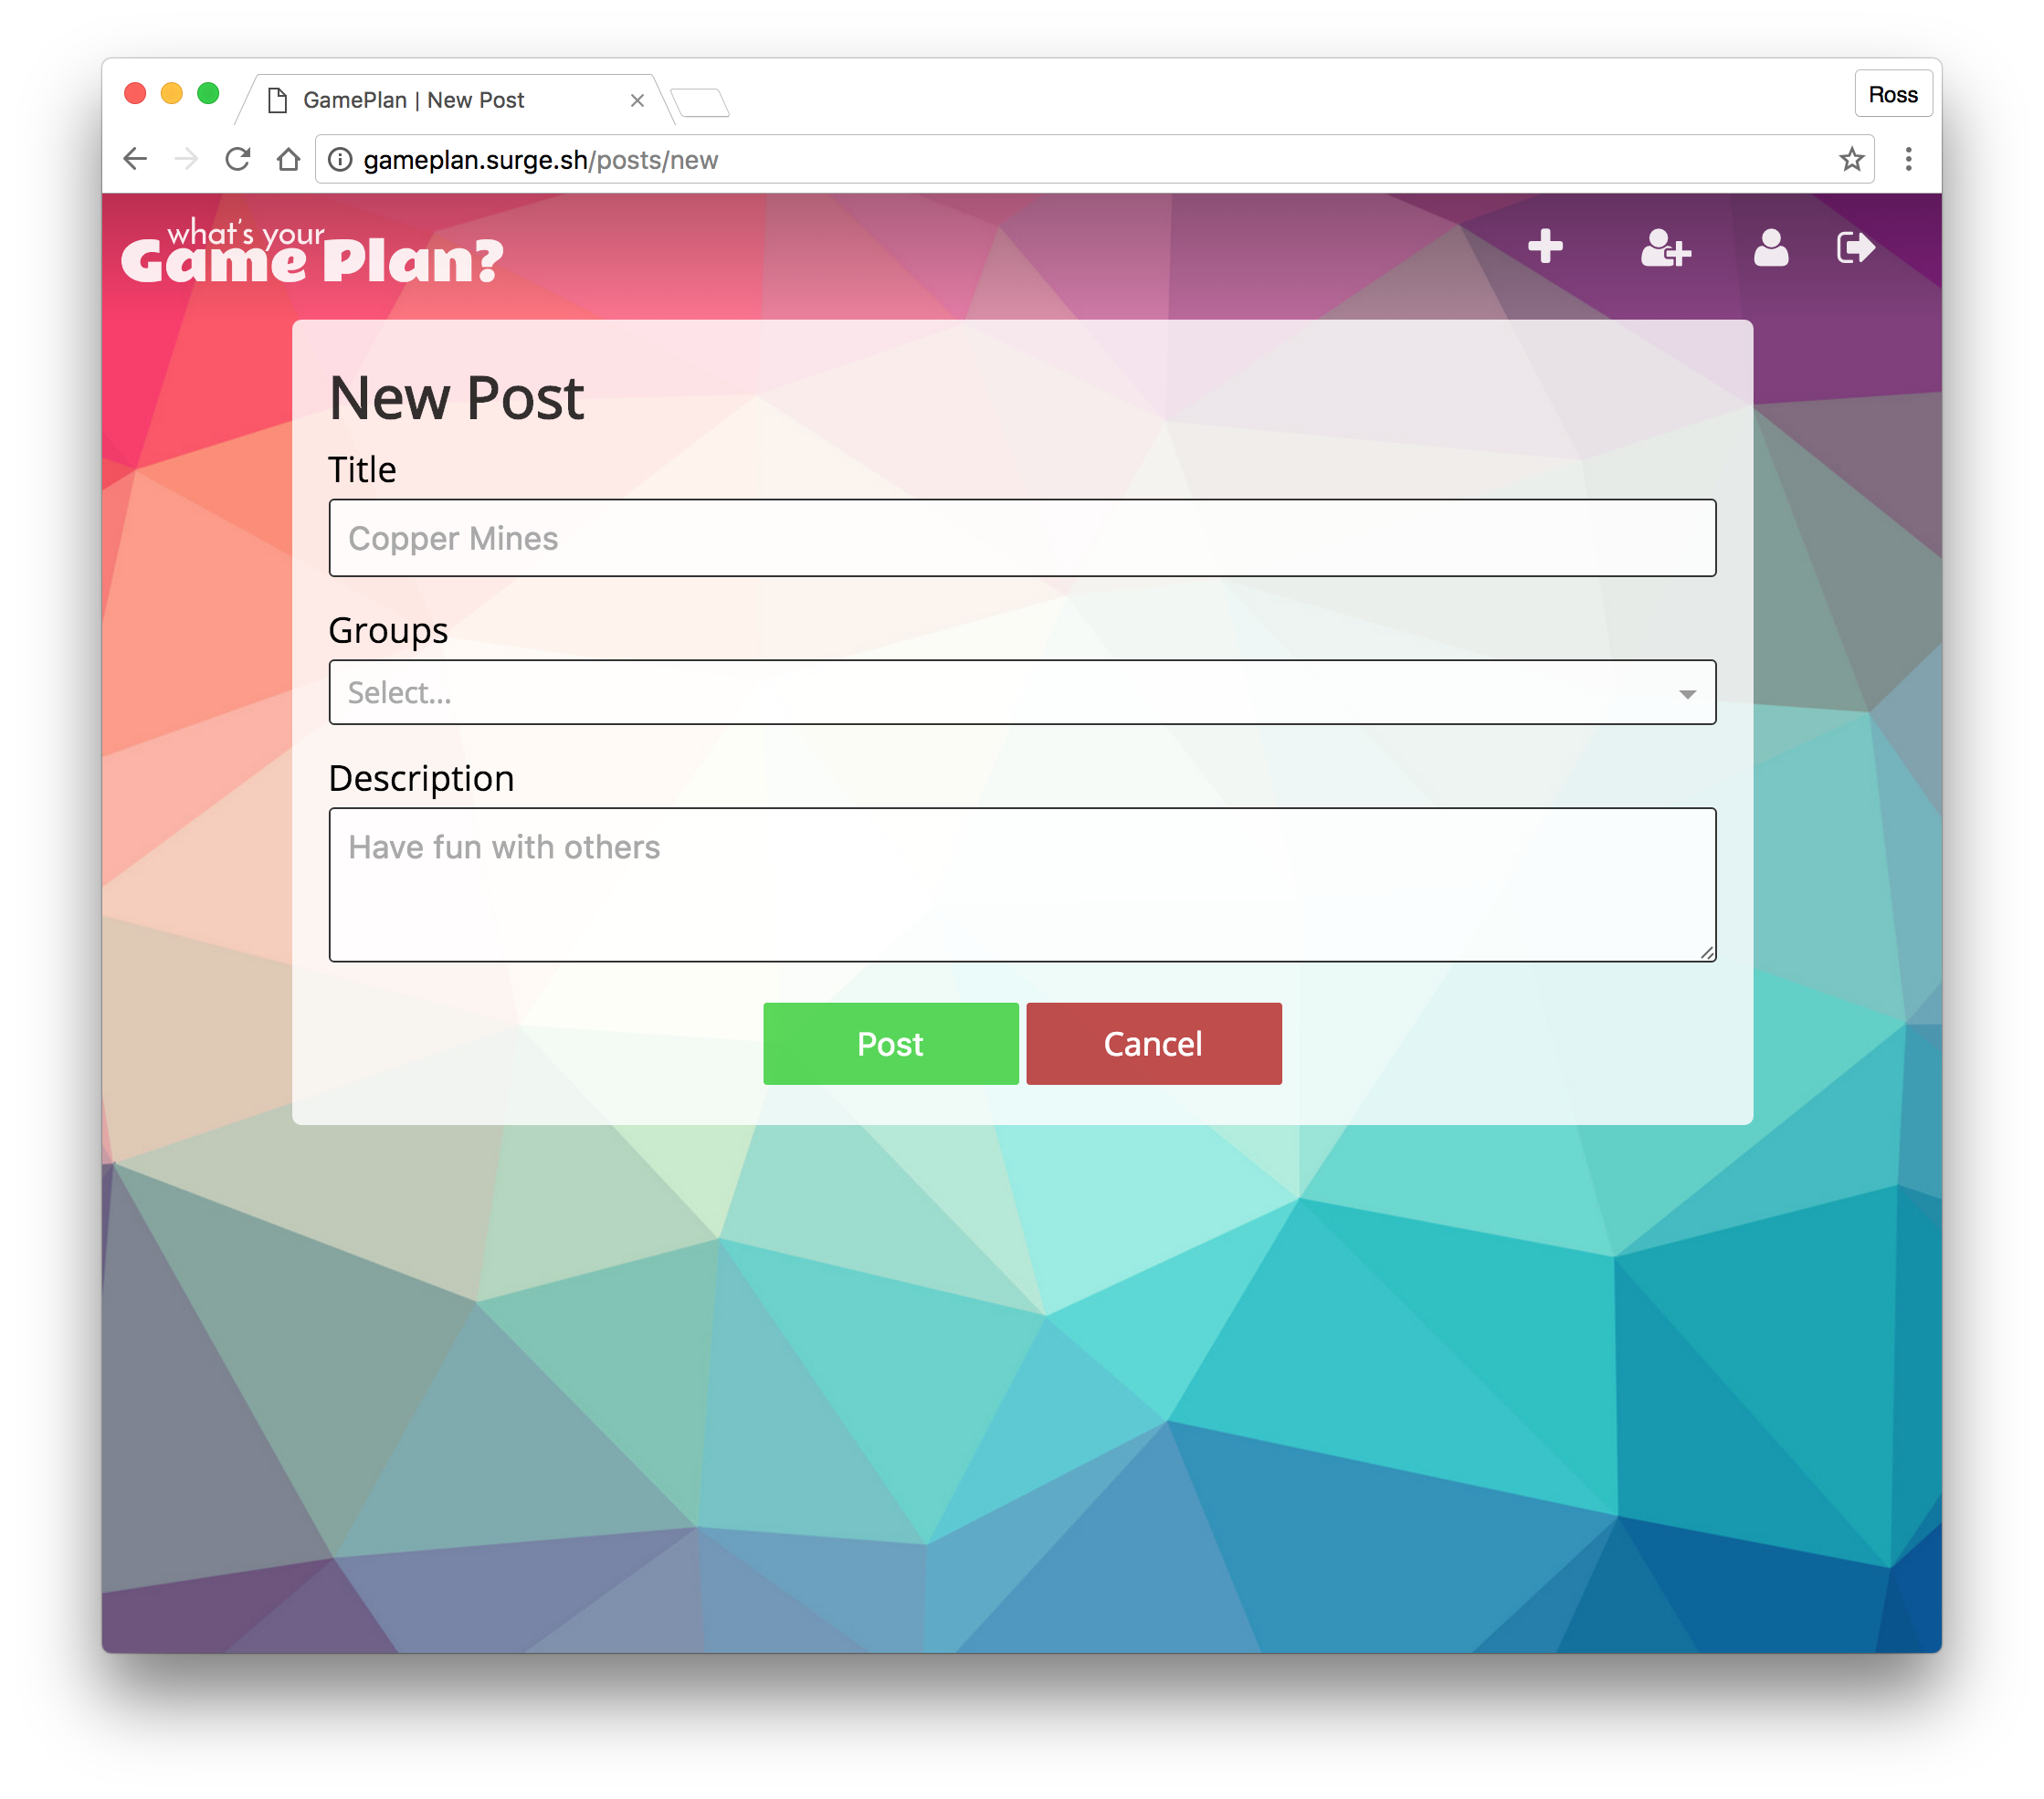 GamePlan | New Post
Ross
gameplan.surge.sh/posts/new
what's your
Game Plan?
New Post
Title
Copper Mines
Groups
Select...
Description
Have fun with others
Post Cancel